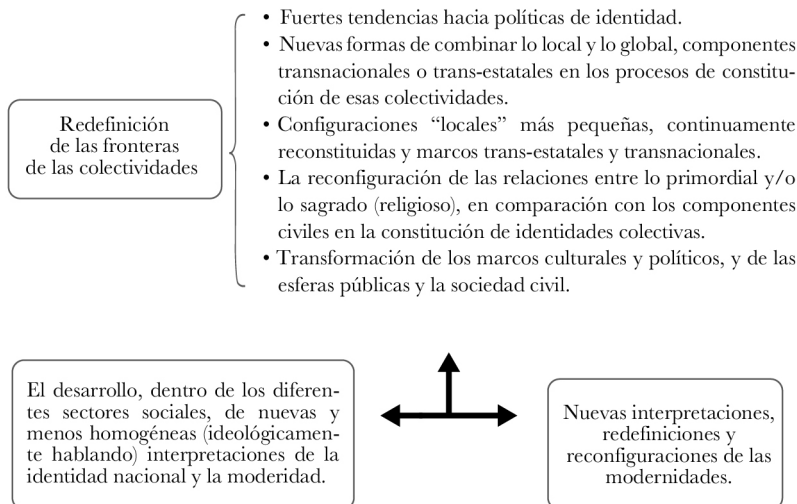 Redefinición
de las fronteras
de las colectividades
• Fuertes tendencias hacia políticas de identidad.
• Nuevas formas de combinar lo local y lo global, componentes
transnacionales o trans-estatales en los procesos de constitu-
ción de esas colectividades.
• Configuraciones “locales” más pequeñas, continuamente
reconstituidas y marcos trans-estatales y transnacionales.
• La reconfiguración de las relaciones entre lo primordial y/o
lo sagrado (religioso), en comparación con los componentes
civiles en la constitución de identidades colectivas.
• Transformación de los marcos culturales y políticos, y de las
esferas públicas y la sociedad civil.
El desarrollo, dentro de los diferen-
tes sectores sociales, de nuevas y
menos homogéneas (ideológicamen-
te hablando) interpretaciones de la
identidad nacional y la moderidad.
Nuevas interpretaciones,
redefiniciones y
reconfiguraciones de las
modernidades.